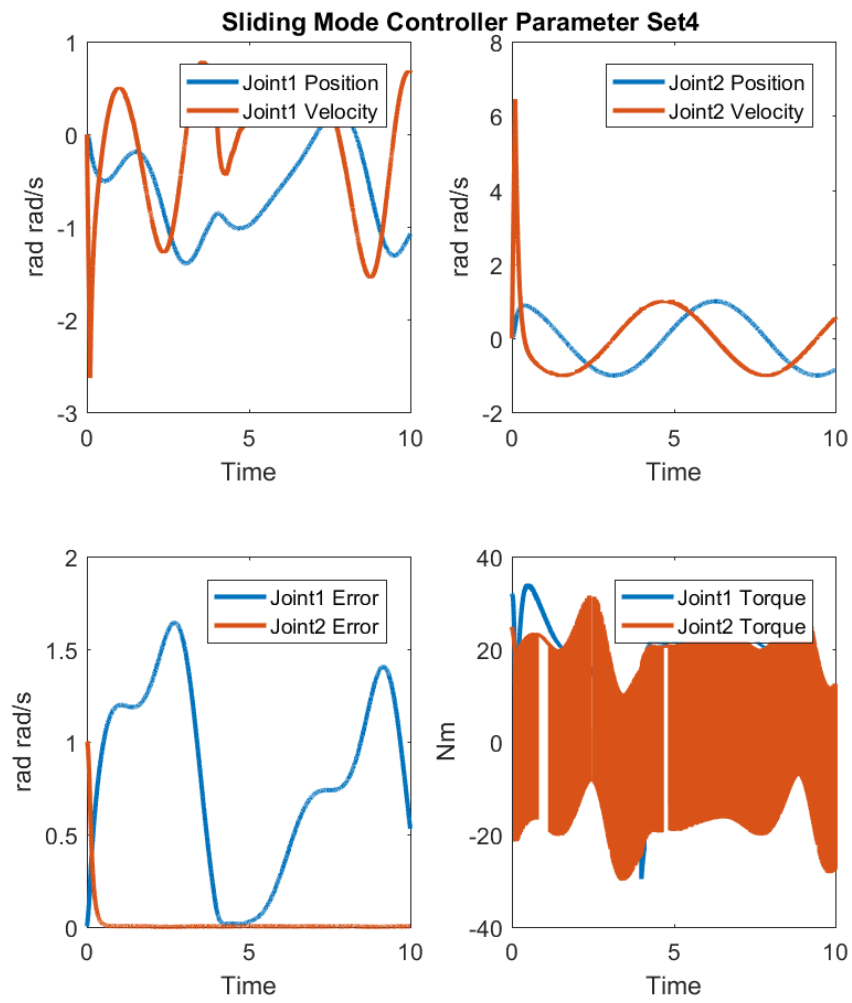 Sliding Mode Controller Parameter Set4
1
0
-1
-2
-3
rad rad/s
0
5
10
Time
Joint1 Position
Joint1 Velocity
8
6
4
2
0
-2
rad rad/s
0
5
10
Time
Joint2 Position
Joint2 Velocity
2
1.5
1
0.5
0
rad rad/s
0
5
10
Time
Joint1 Error
Joint2 Error
40
20
0
-20
-40
Nm
0
5
10
Time
Joint1 Torque
Joint2 Torque